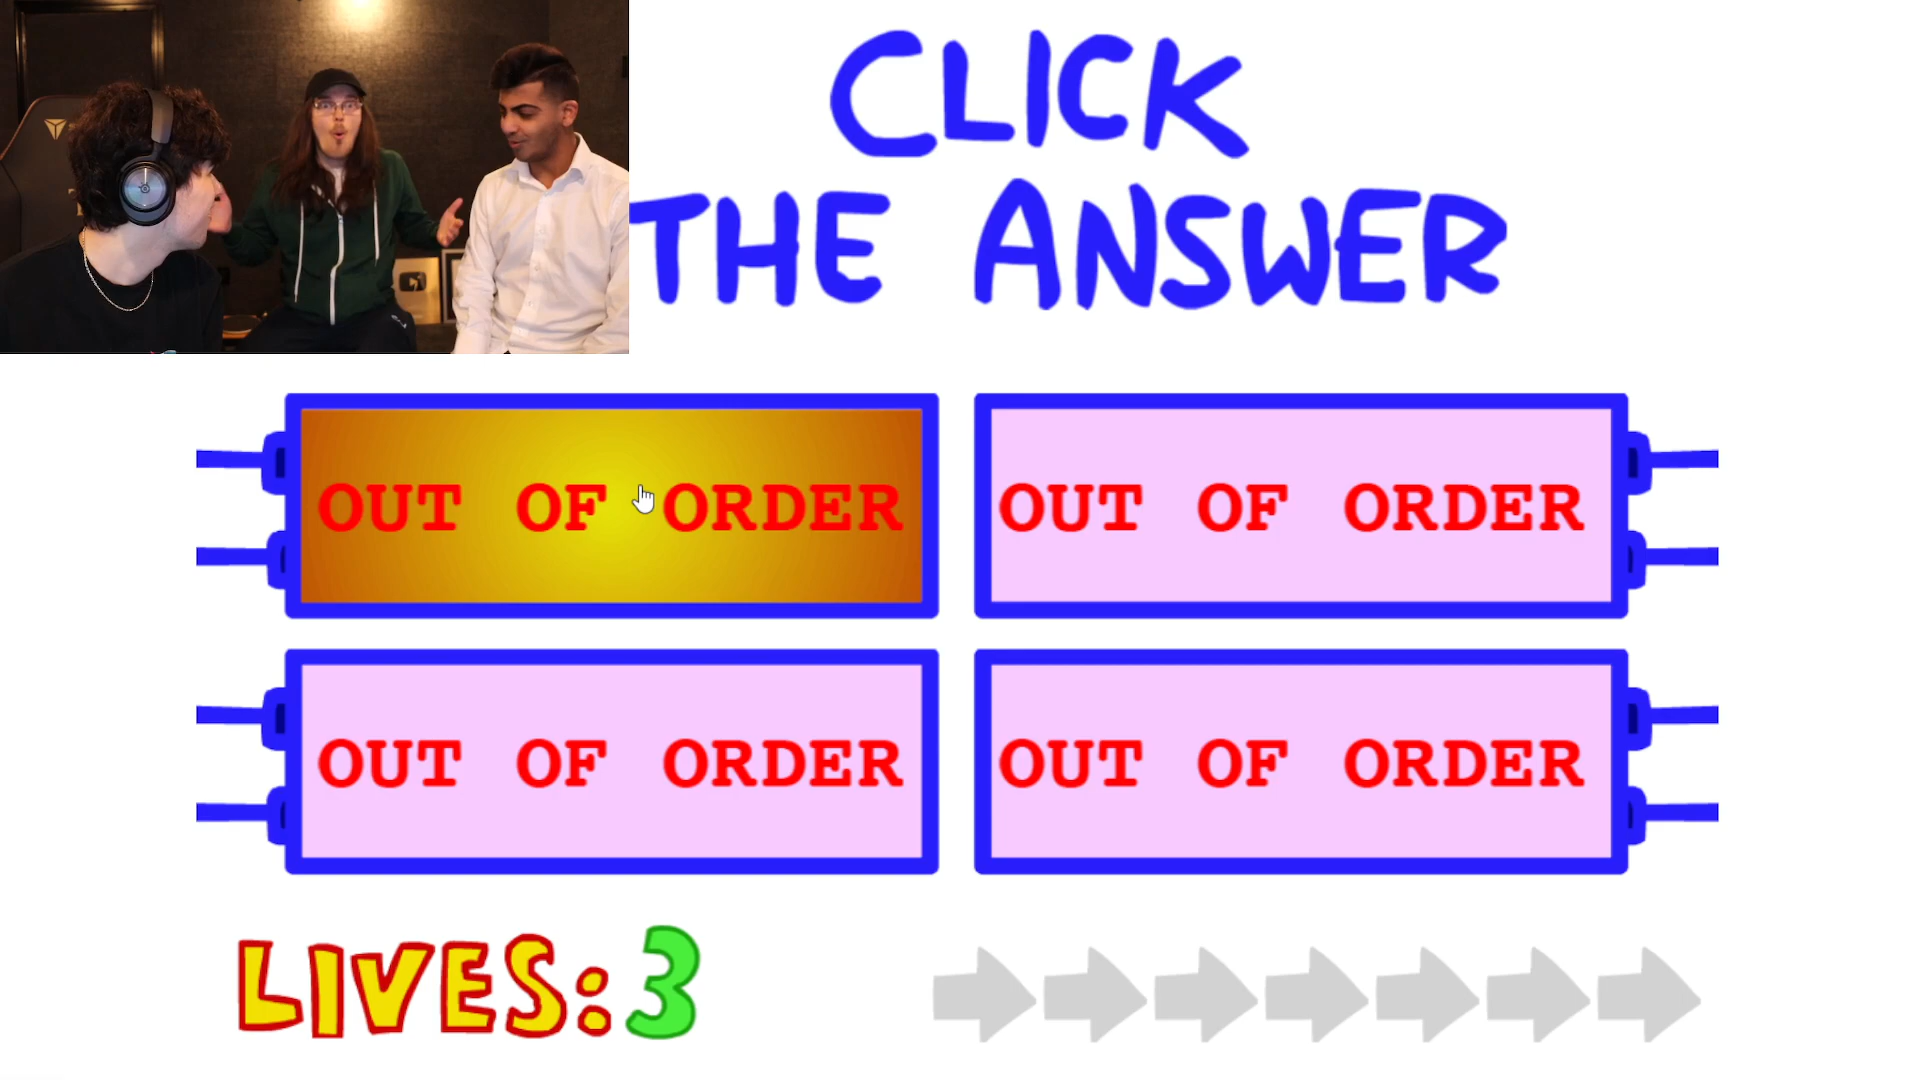 CLICK
THE ANSWER
OUT OF ORDER
OUT OF ORDER
OUT OF ORDER
OUT OF ORDER
LIVES:3